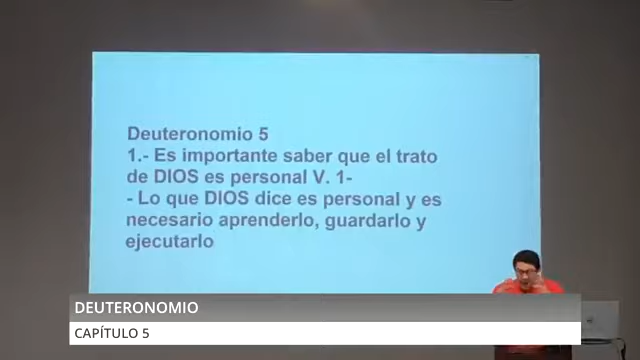 Deuteronomio 5
1.- Es importante saber que el trato
de DIOS es personal V. 1-
- Lo que DIOS dice es personal y es
necesario aprenderlo, guardarlo y
ejecutarlo
DEUTERONOMIO
CAPÍTULO 5